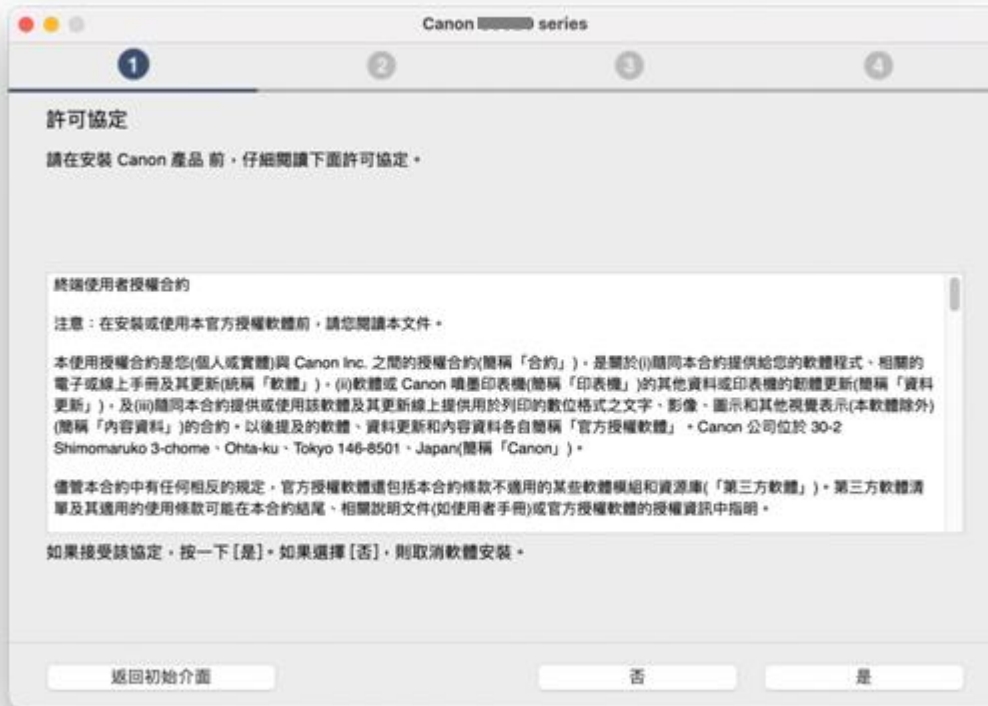 Canon series
1
2
3
4
許可協定
請在安裝 Canon 產品 前，仔細閱讀下面許可協定。
終端使用者授權合約
注意：在安裝或使用本官方授權軟體前，請您閱讀本文件。
本使用授權合約是您(個人或實體)與 Canon Inc. 之間的授權合約(簡稱「合約」)，是關於(i)隨同本合約提供給您的軟體程式、相關的
電子或線上手冊及其更新(統稱「軟體」)，(ii)軟體或 Canon 噴墨印表機(簡稱「印表機」)的其他資料或印表機的韌體更新(簡稱「資料
更新」)，及(iii)隨同本合約提供或使用該軟體及其更新線上提供用於列印的數位格式之文字、影像、圖示和其他視覺表示(本軟體除外)
(簡稱「內容資料」)的合約。以後提及的軟體、資料更新和內容資料各自簡稱「官方授權軟體」。Canon 公司位於 30-2
Shimomaruko 3-chome、Ohta-ku、Tokyo 146-8501、Japan(簡稱「Canon」)。
儘管本合約中有任何相反的規定，官方授權軟體還包括本合約條款不適用的某些軟體模組和資源庫(「第三方軟體」)。第三方軟體清
單及其適用的使用條款可能在本合約結尾、相關說明文件(如使用者手冊)或官方授權軟體的授權資訊中指明。
如果接受該協定，按一下 [是]。如果選擇 [否]，則取消軟體安裝。
返回初始介面
否
是